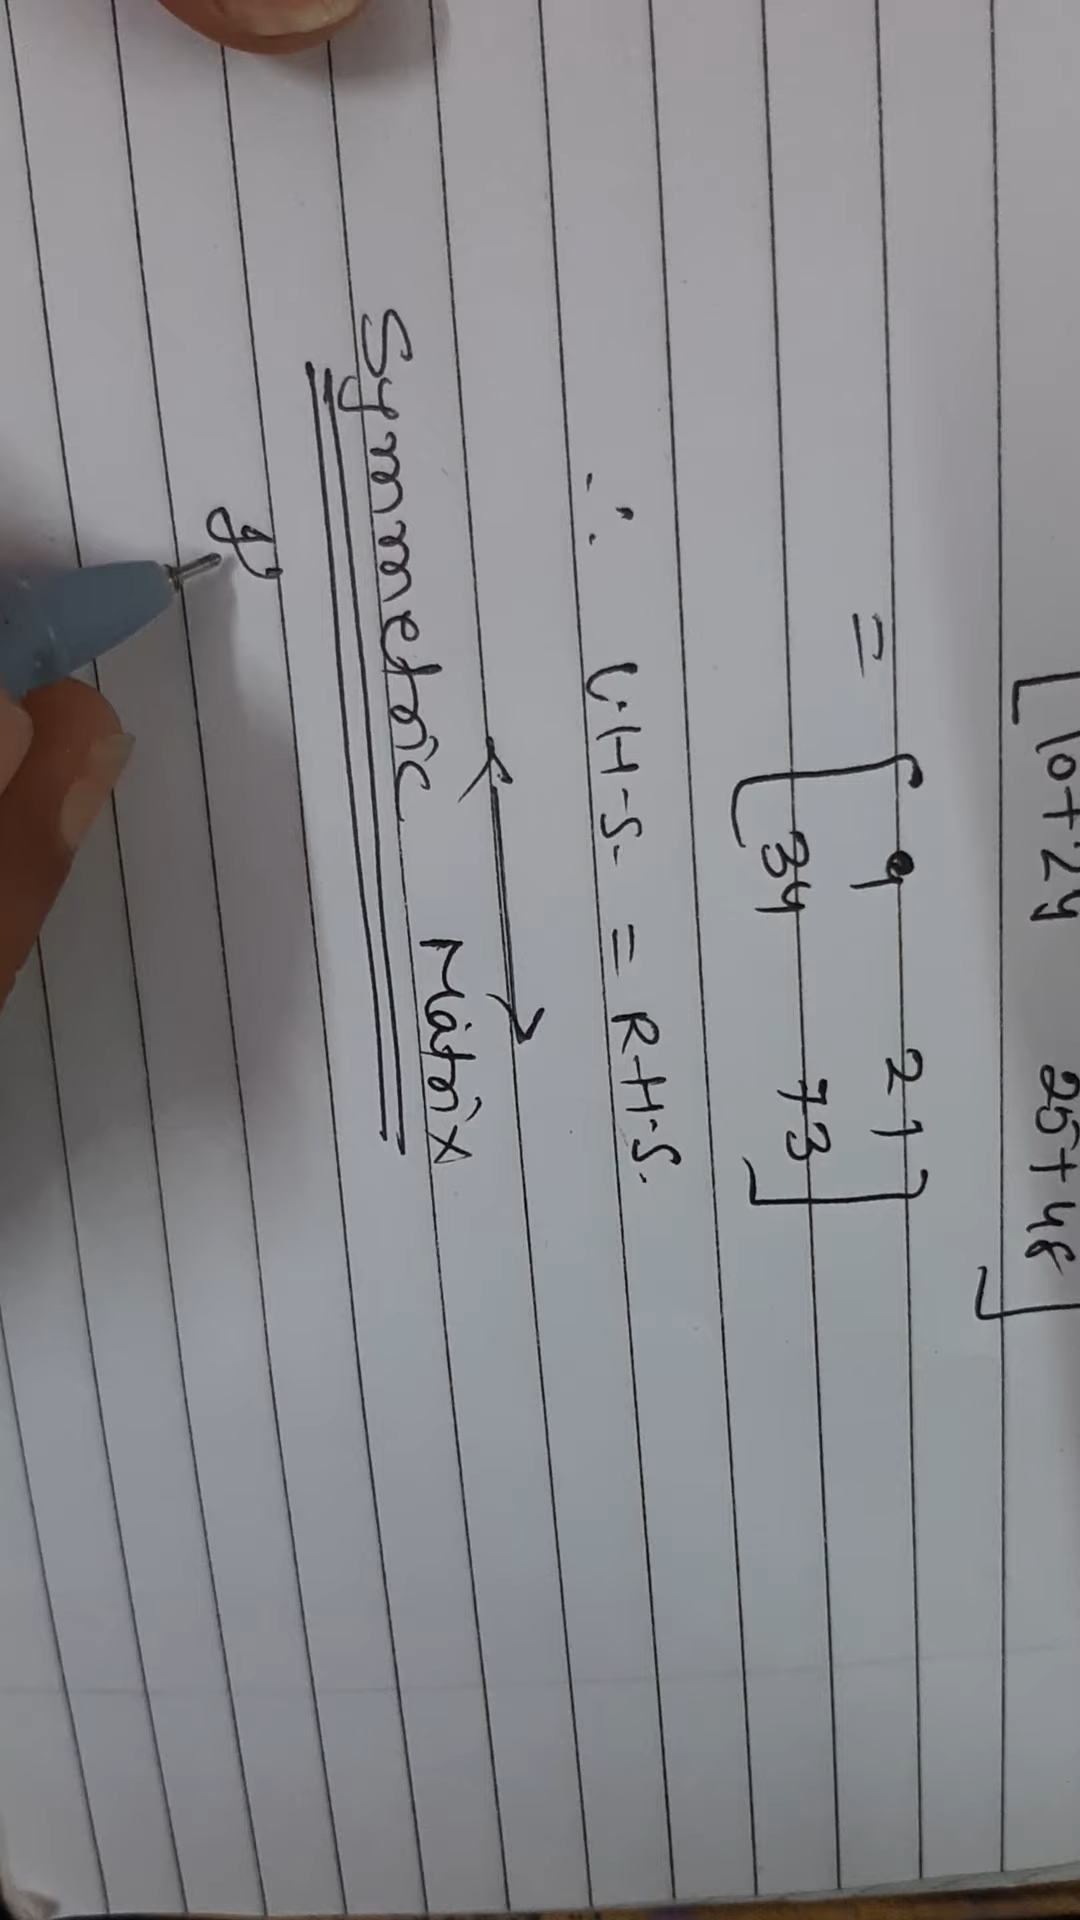 [10+24 25+48]
= [9 21
34 73]
∴ L.H.S. = R.H.S.
Symmetric Matrix